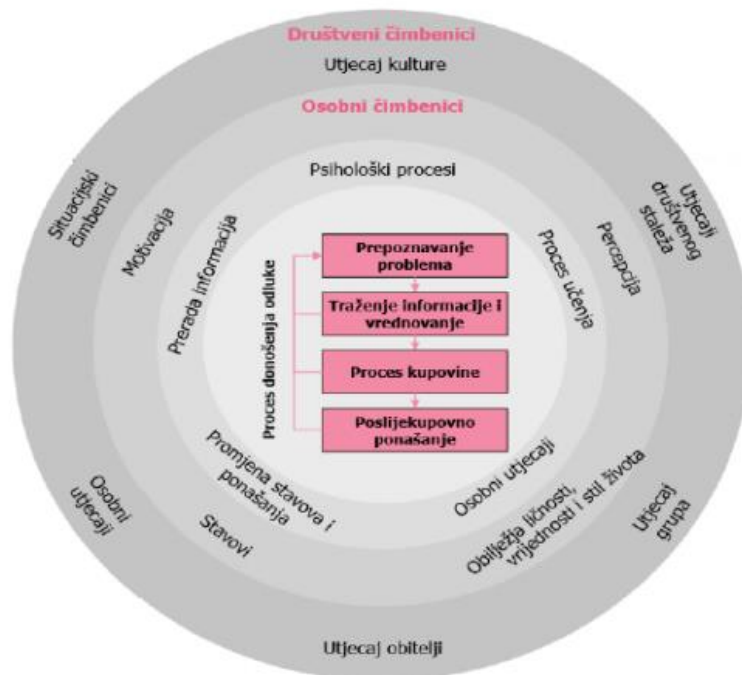 Društveni čimbenici
Utjecaj kulture
Osobni čimbenici
Psihološki procesi
Situacijski
čimbenici
Motivacija
Prerada informacija
Proces učenja
Percepcija
Utjecaji
društvenog
staleža
Proces donošenja odluke
Prepoznavanje
problema
Traženje informacije i
vrednovanje
Proces kupovine
Poslijekupovno
ponašanje
Promjena stavova i
ponašanja
Osobni utjecaji
Stavovi
Obilježja ličnosti,
vrijednosti i stil života
Osobni
utjecaji
Utjecaj
grupa
Utjecaj obitelji